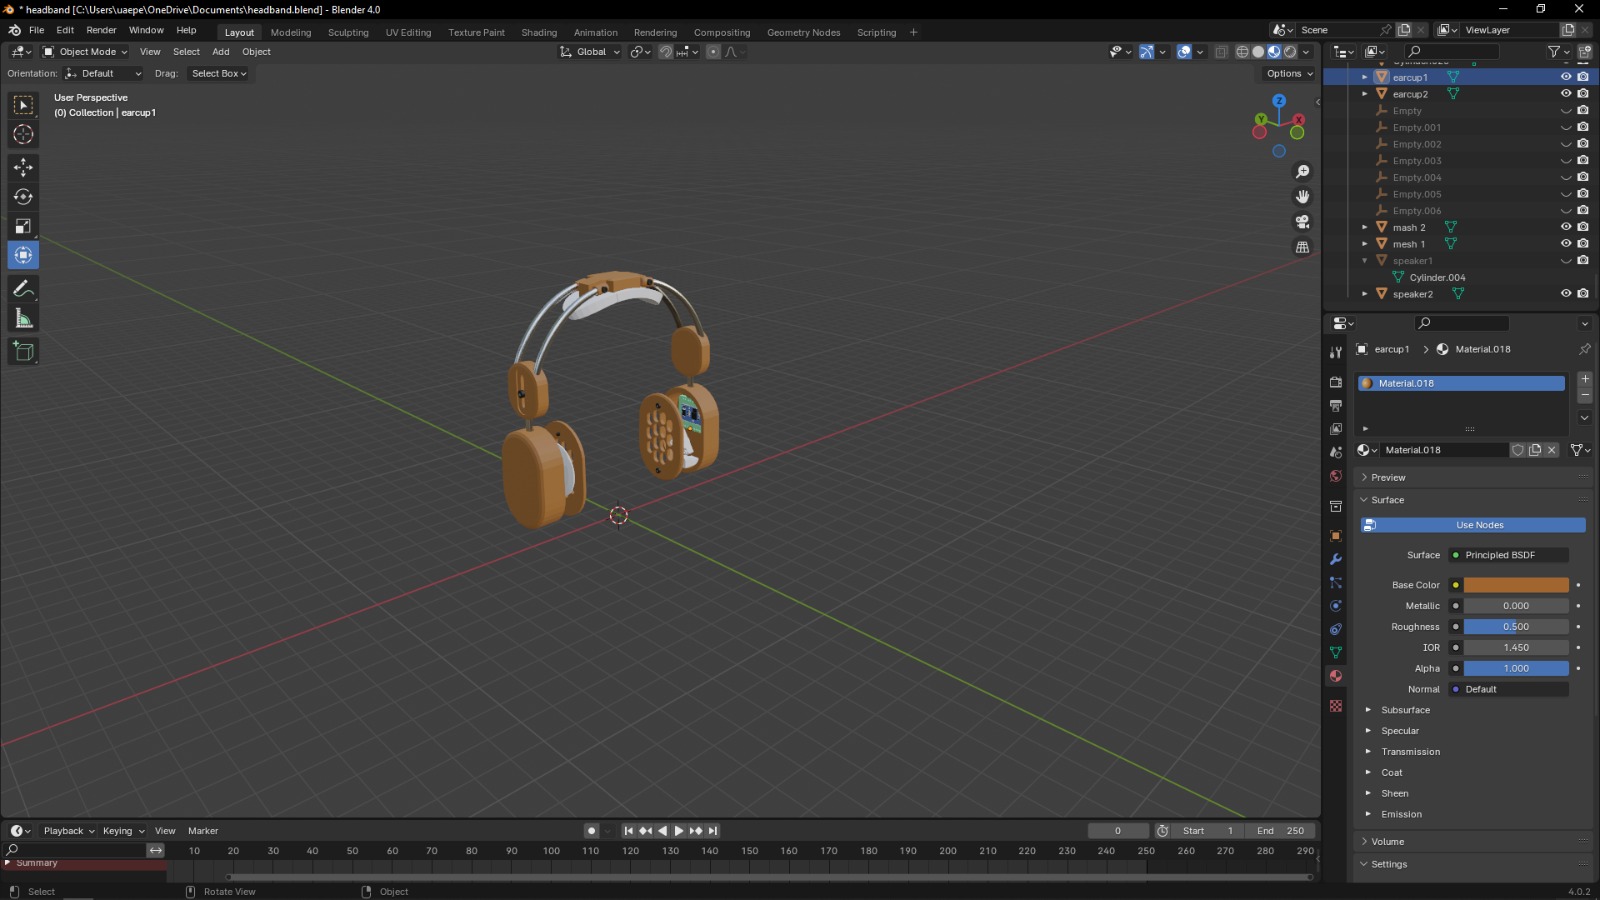 * headband [C:\Users\uaepe\OneDrive\Documents\headband.blend] - Blender 4.0
File Edit Render Window Help Layout Modeling Sculpting UV Editing Texture Paint Shading Animation Rendering Compositing Geometry Nodes Scripting + Scene ViewLayer
Object Mode View Select Add Object Global
Orientation: Default Drag: Select Box Options
User Perspective
(0) Collection | earcup1
Z
Y
X
earcup1
earcup2
Empty
Empty.001
Empty.002
Empty.003
Empty.004
Empty.005
Empty.006
mash 2
mesh 1
speaker1
Cylinder.004
speaker2
earcup1 > Material.018
Material.018
Material.018
Preview
Surface
Use Nodes
Surface Principled BSDF
Base Color
Metallic 0.000
Roughness 0.500
IOR 1.450
Alpha 1.000
Normal Default
Subsurface
Specular
Transmission
Coat
Sheen
Emission
Volume
Settings
Playback Keying View Marker 0 Start 1 End 250
10 20 30 40 50 60 70 80 90 100 110 120 130 140 150 160 170 180 190 200 210 220 230 240 250 260 270 280 290
Summary
Select Rotate View Object 4.0.2